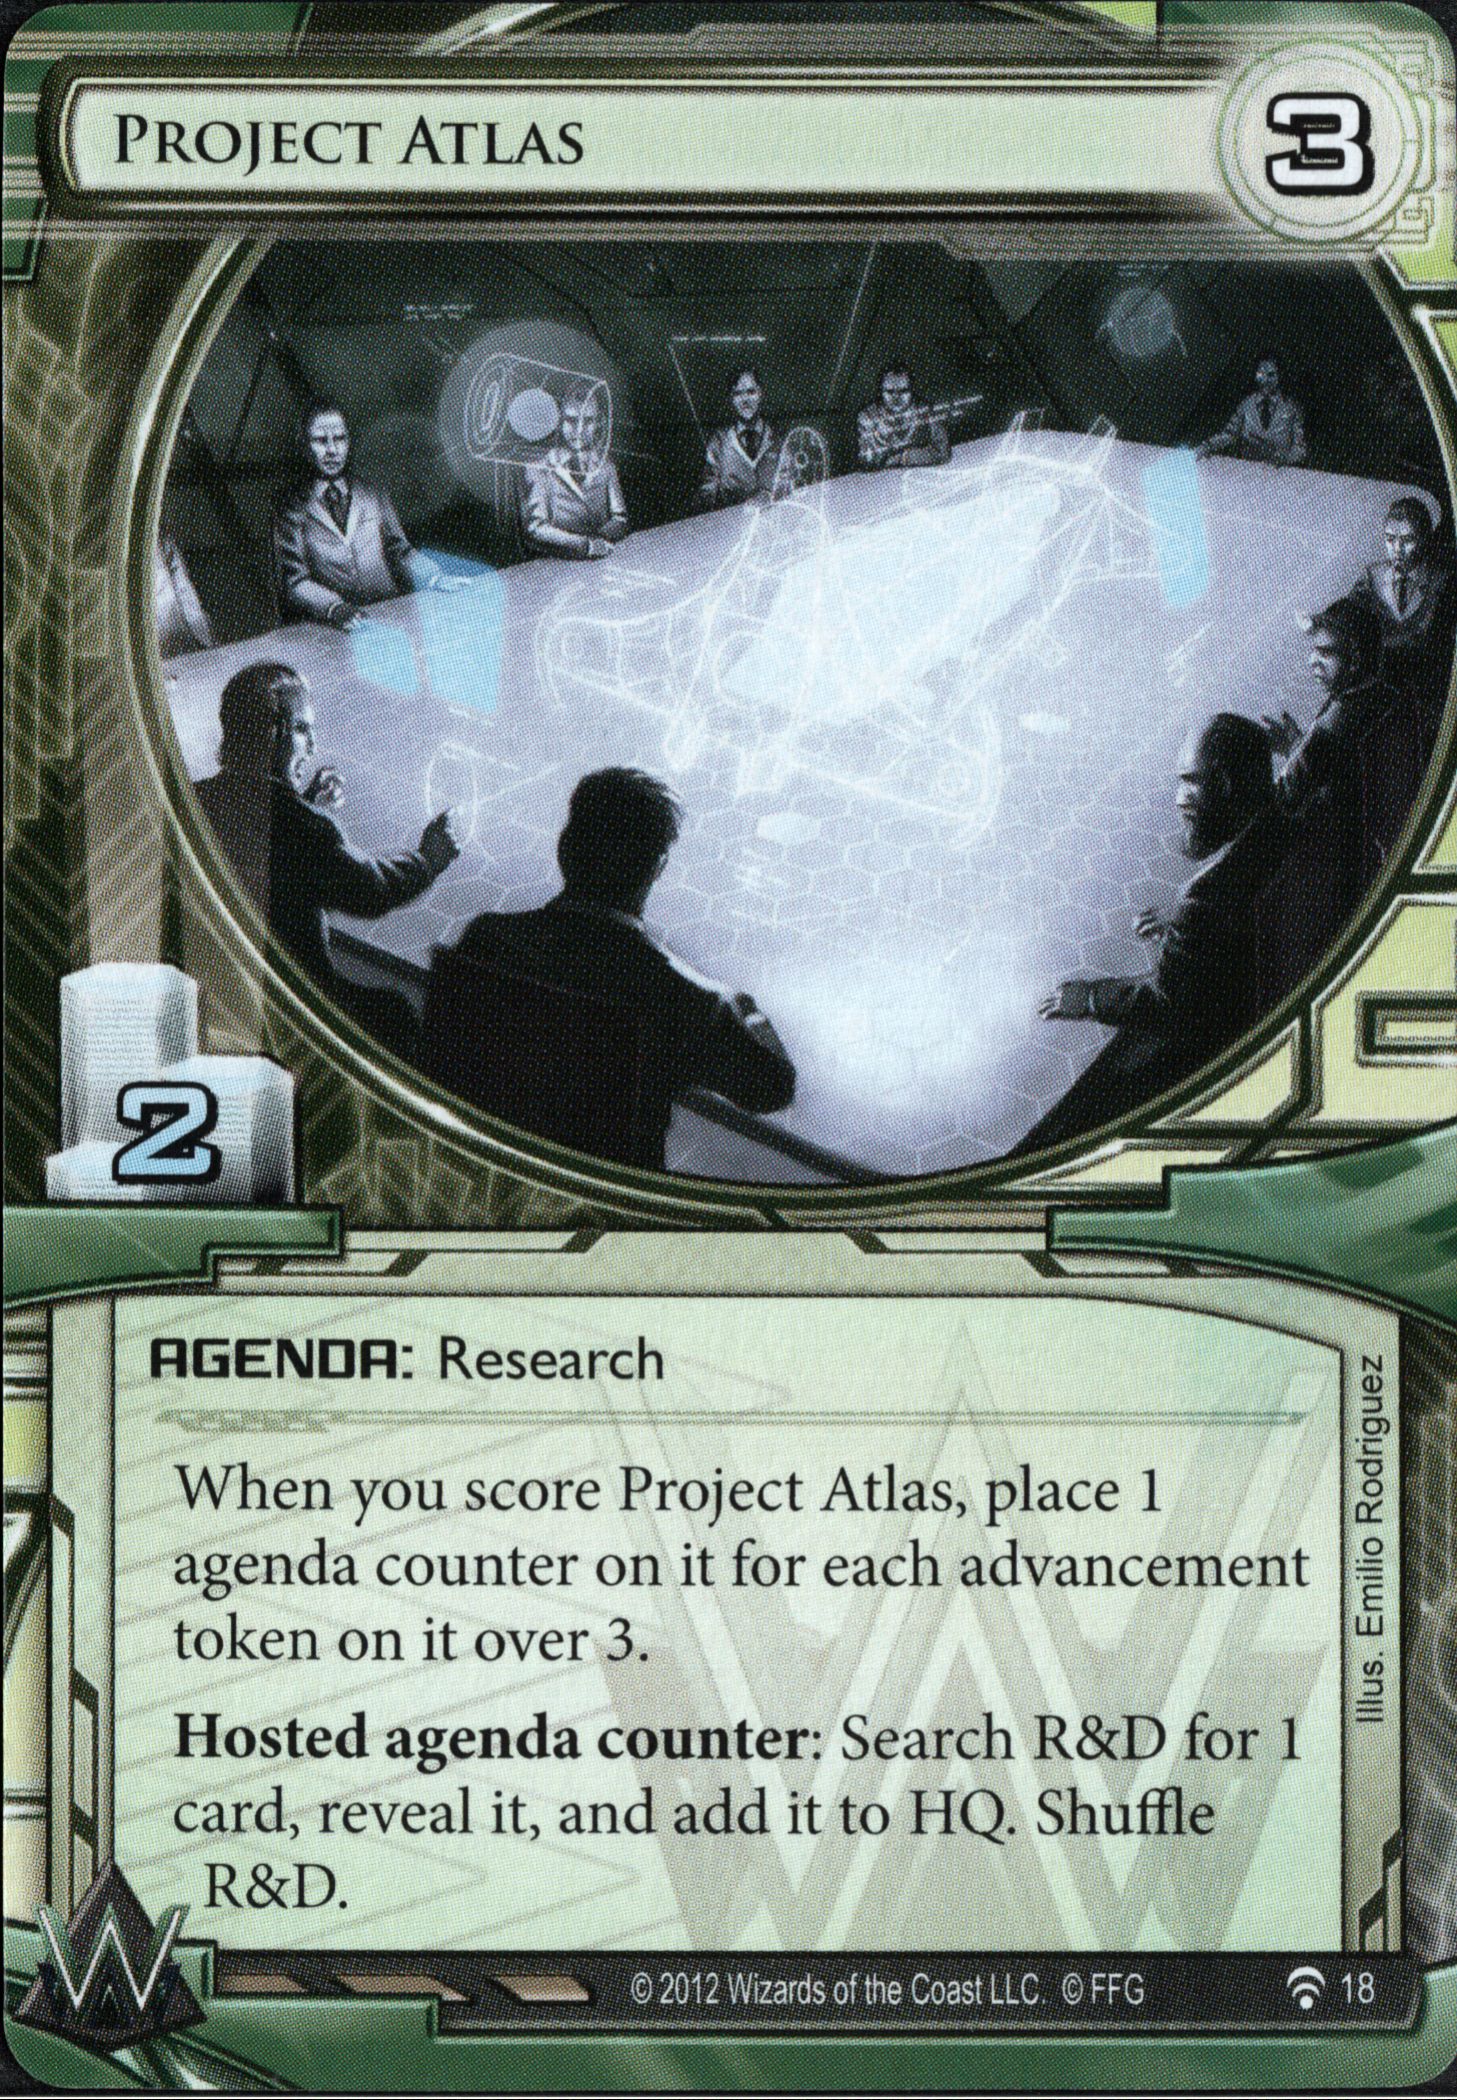 PROJECT ATLAS
3
2
AGENDA: Research
When you score Project Atlas, place 1
agenda counter on it for each advancement
token on it over 3.
Hosted agenda counter: Search R&D for 1
card, reveal it, and add it to HQ. Shuffle
R&D.
Illus. Emilio Rodriguez
© 2012 Wizards of the Coast LLC. © FFG
18